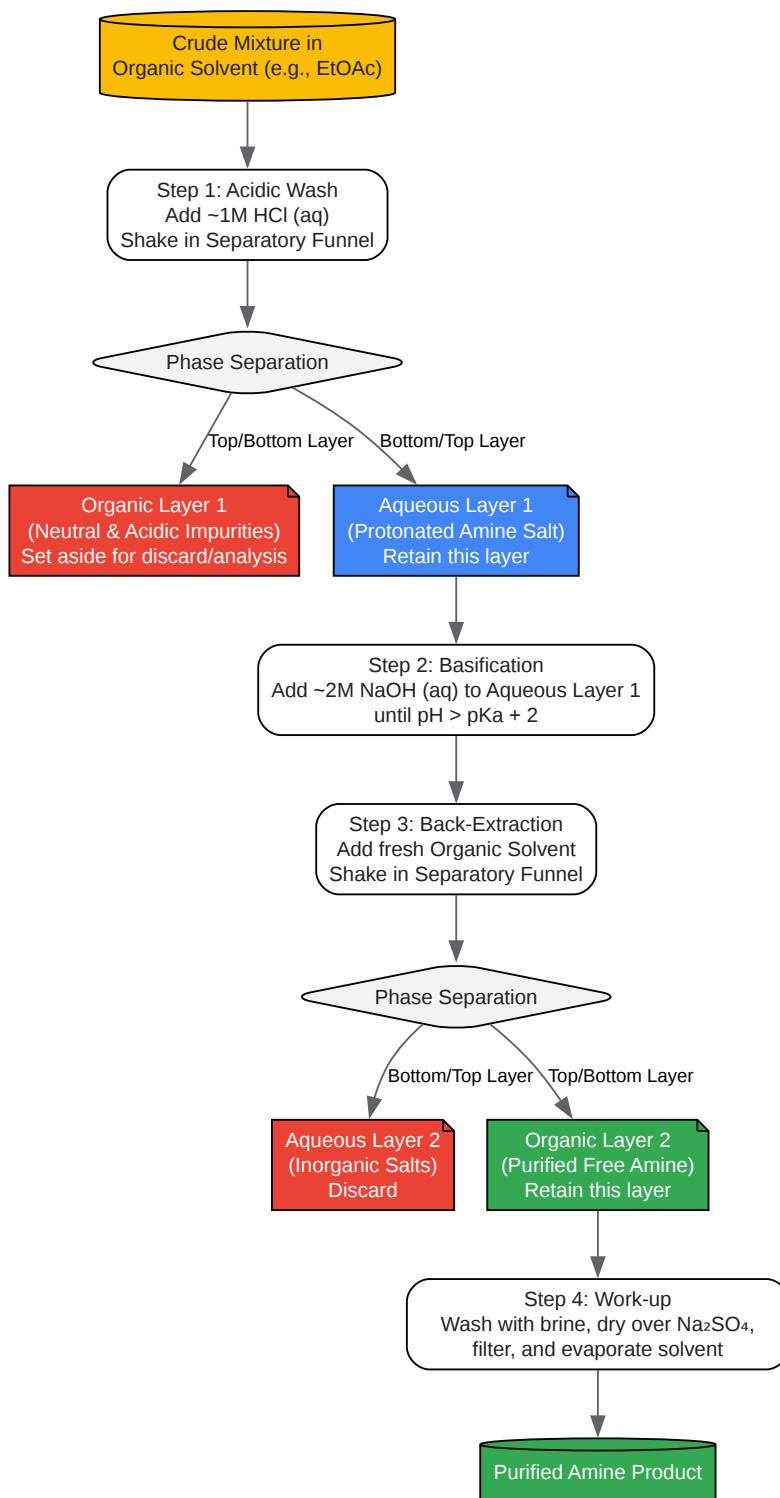 Crude Mixture in
Organic Solvent (e.g., EtOAc)
Step 1: Acidic Wash
Add ~1M HCl (aq)
Shake in Separatory Funnel
Phase Separation
Top/Bottom Layer
Bottom/Top Layer
Organic Layer 1
(Neutral & Acidic Impurities)
Set aside for discard/analysis
Aqueous Layer 1
(Protonated Amine Salt)
Retain this layer
Step 2: Basification
Add ~2M NaOH (aq) to Aqueous Layer 1
until pH > pKa + 2
Step 3: Back-Extraction
Add fresh Organic Solvent
Shake in Separatory Funnel
Phase Separation
Bottom/Top Layer
Top/Bottom Layer
Aqueous Layer 2
(Inorganic Salts)
Discard
Organic Layer 2
(Purified Free Amine)
Retain this layer
Step 4: Work-up
Wash with brine, dry over Na₂SO₄,
filter, and evaporate solvent
Purified Amine Product